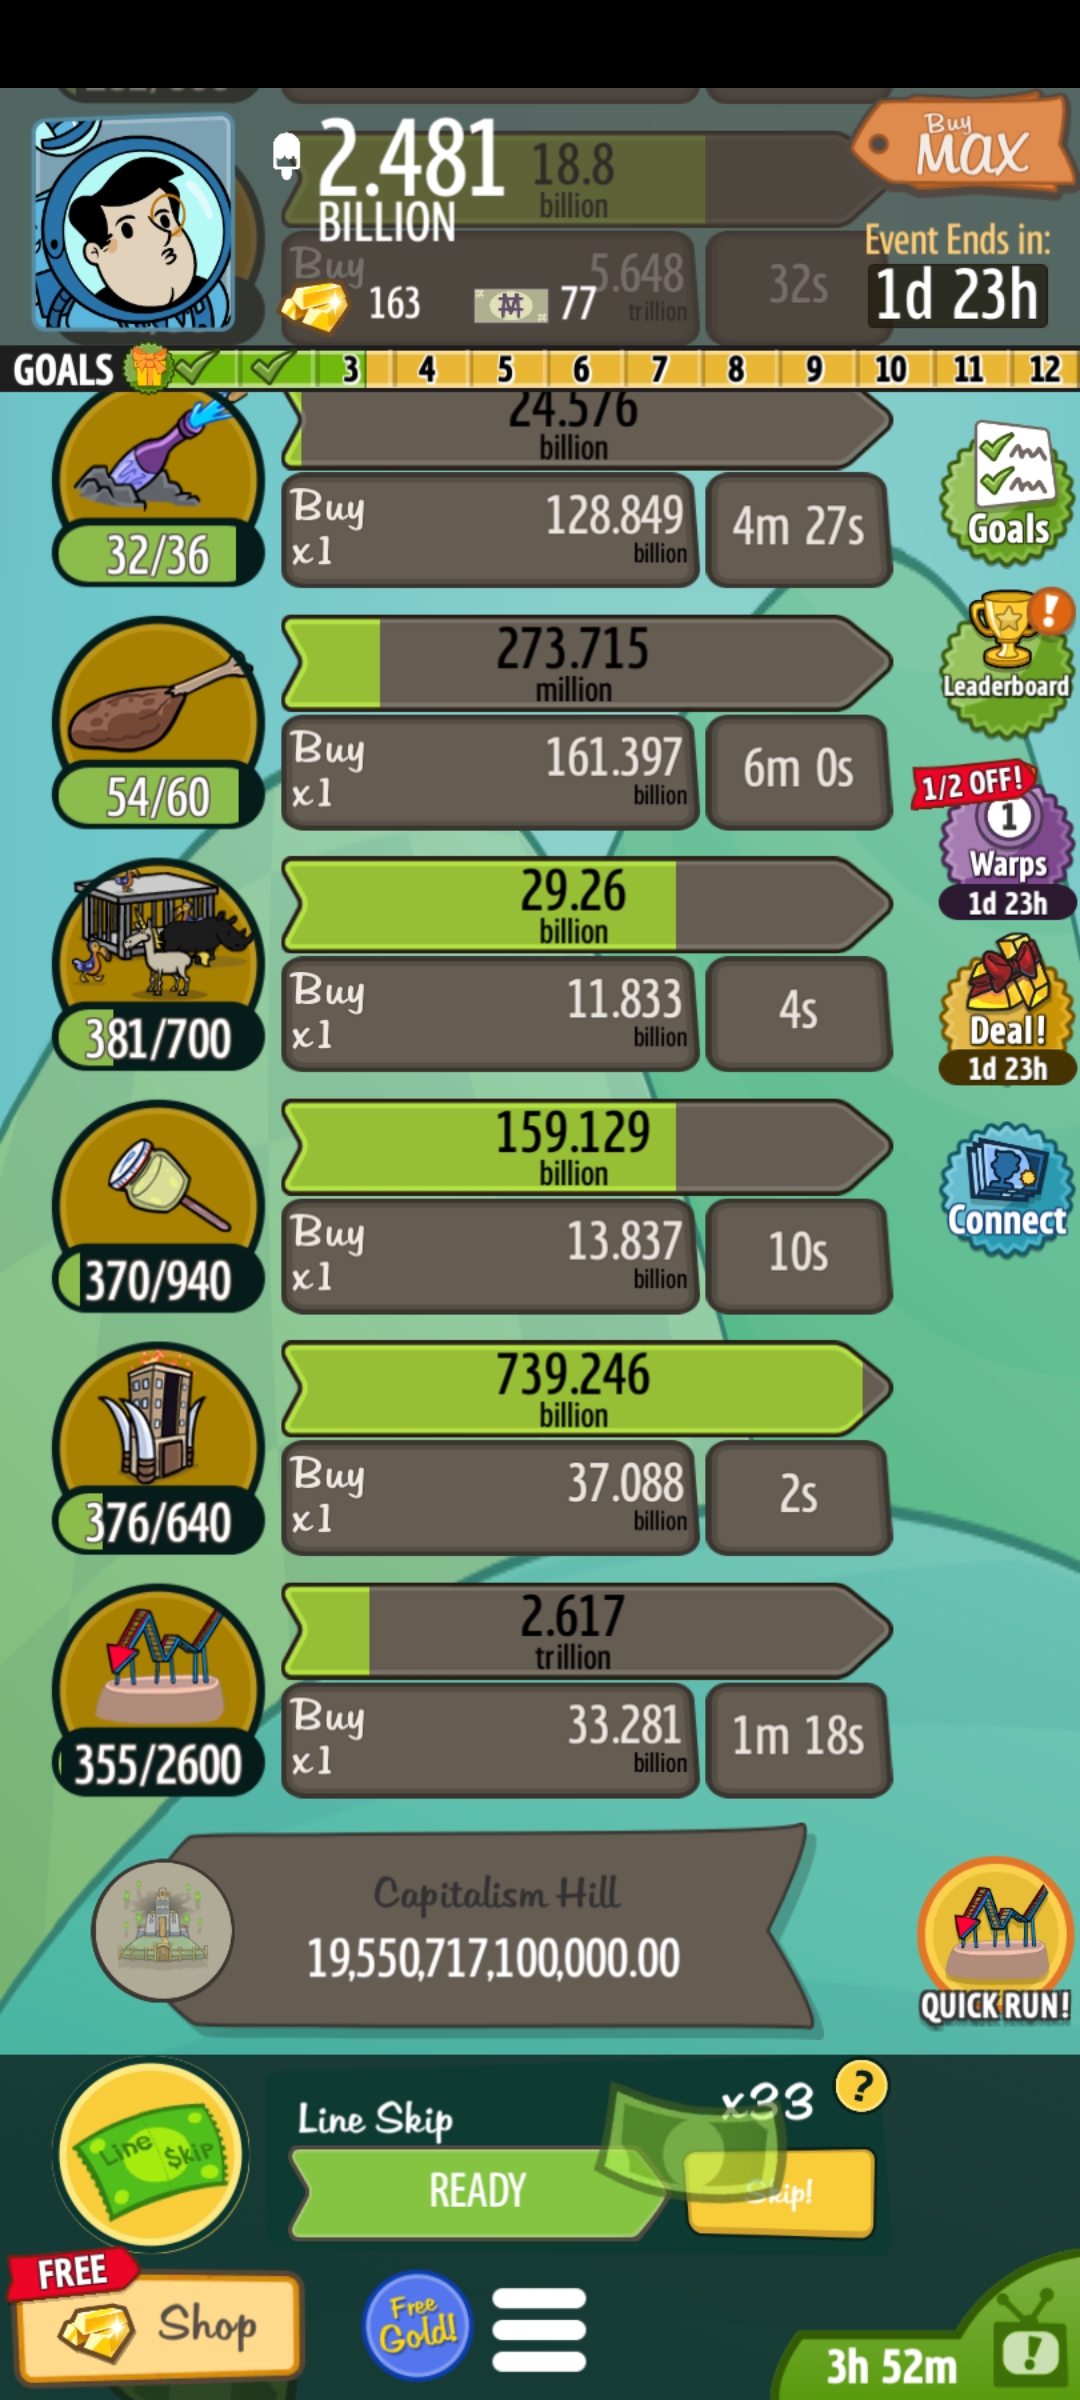 2.481
BILLION
18.8
billion
Buy
MAX
Buy
5.648
trillion
32s
163
77
Event Ends in:
1d 23h
GOALS
3
4
5
6
7
8
9
10
11
12
24.576
billion
32/36
Buy
x1
128.849
billion
4m 27s
Goals
273.715
million
54/60
Buy
x1
161.397
billion
6m 0s
Leaderboard
1/2 OFF!
1
Warps
1d 23h
29.26
billion
381/700
Buy
x1
11.833
billion
4s
Deal!
1d 23h
159.129
billion
370/940
Buy
x1
13.837
billion
10s
Connect
739.246
billion
376/640
Buy
x1
37.088
billion
2s
2.617
trillion
355/2600
Buy
x1
33.281
billion
1m 18s
Capitalism Hill
19,550,717,100,000.00
QUICK RUN!
Line $kip
Line Skip
x33
?
READY
Skip!
FREE
Shop
Free
Gold!
3h 52m
!